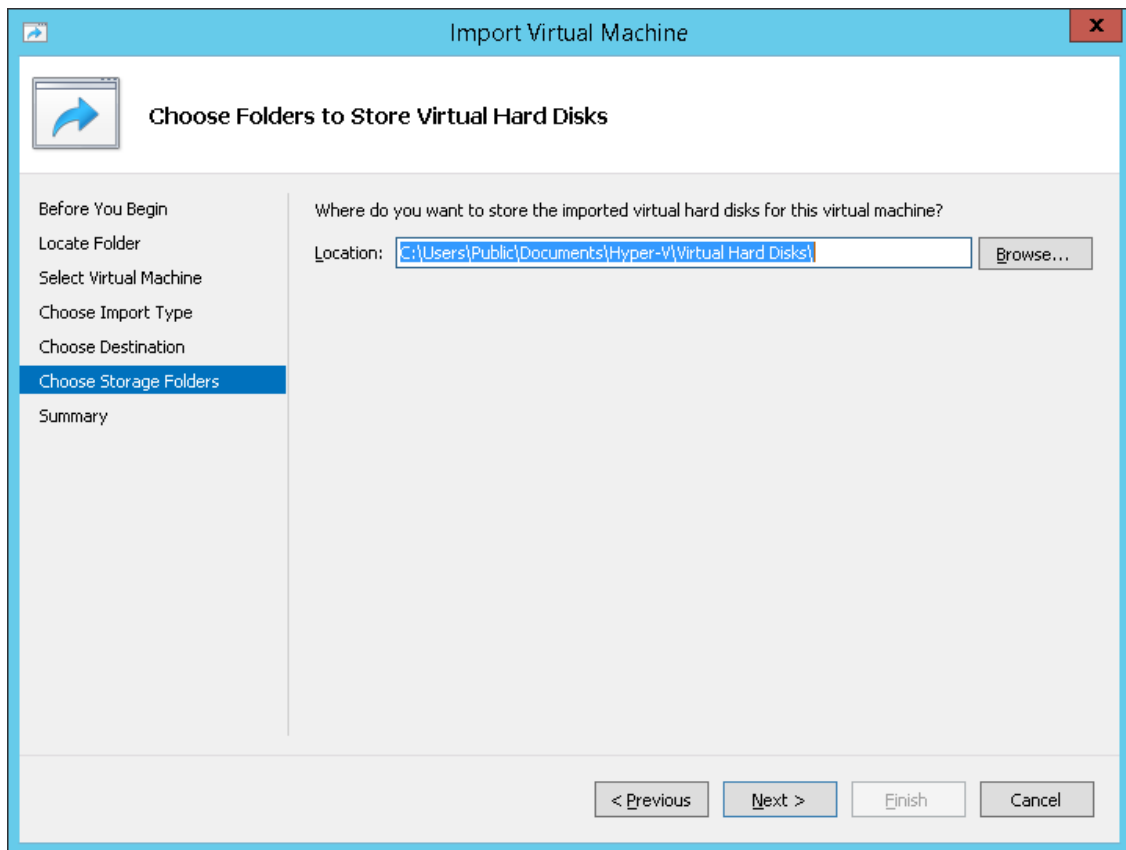 Import Virtual Machine
x
Choose Folders to Store Virtual Hard Disks
Before You Begin
Locate Folder
Select Virtual Machine
Choose Import Type
Choose Destination
Choose Storage Folders
Summary
Where do you want to store the imported virtual hard disks for this virtual machine?
Location: C:\Users\Public\Documents\Hyper-V\Virtual Hard Disks\ Browse...
< Previous Next > Finish Cancel